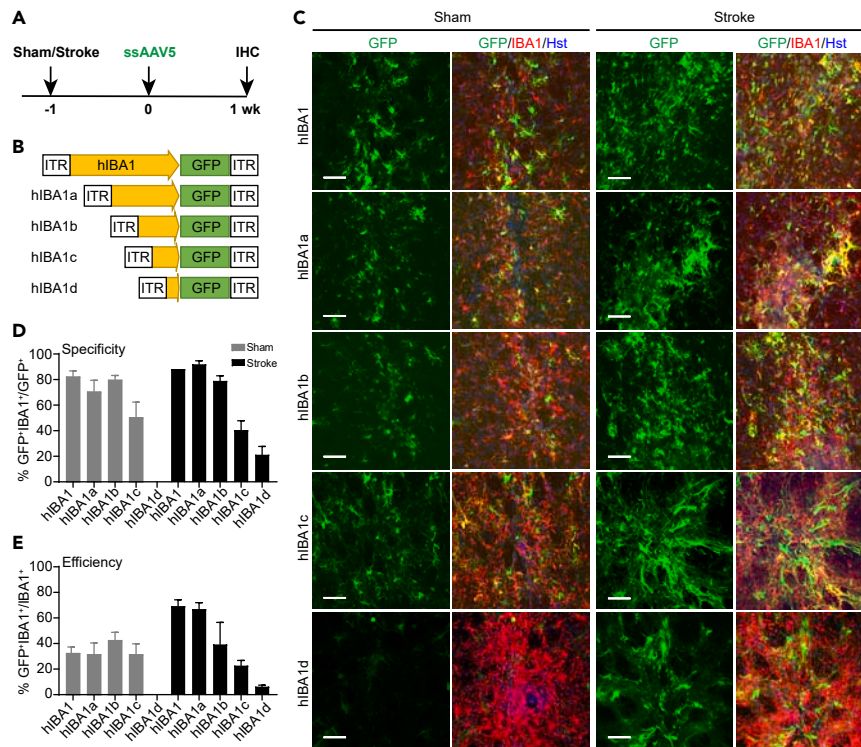 A
Sham/Stroke ssAAV5 IHC
-1 0 1 wk
B
ITR hIBA1 GFP ITR
hIBA1a ITR GFP ITR
hIBA1b ITR GFP ITR
hIBA1c ITR GFP ITR
hIBA1d ITR GFP ITR
C
Sham Stroke
GFP GFP/IBA1/Hst GFP GFP/IBA1/Hst
hIBA1
hIBA1a
hIBA1b
hIBA1c
hIBA1d
D
Specificity
Sham
Stroke
% GFP⁺IBA1⁺/GFP⁺
100
80
60
40
20
0
hIBA1 hIBA1a hIBA1b hIBA1c hIBA1d hIBA1 hIBA1a hIBA1b hIBA1c hIBA1d
E
Efficiency
% GFP⁺IBA1⁺/IBA1⁺
100
80
60
40
20
0
hIBA1 hIBA1a hIBA1b hIBA1c hIBA1d hIBA1 hIBA1a hIBA1b hIBA1c hIBA1d